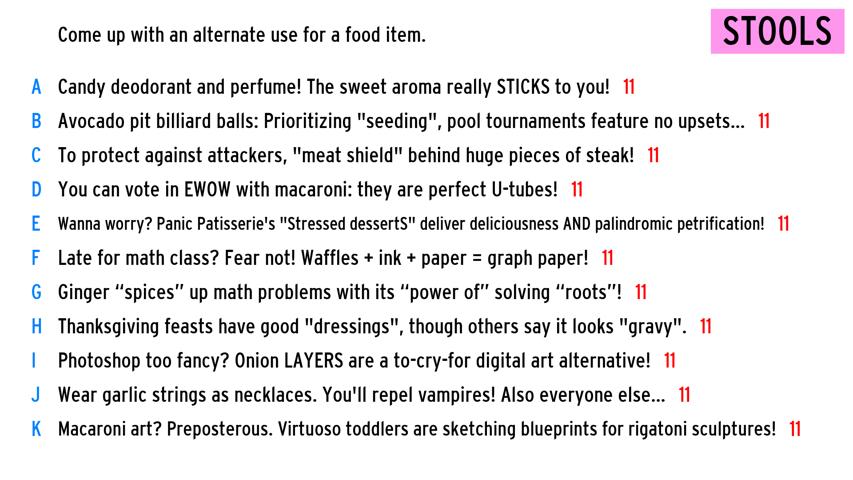 Come up with an alternate use for a food item.
STOOLS
A Candy deodorant and perfume! The sweet aroma really STICKS to you! 11
B Avocado pit billiard balls: Prioritizing "seeding", pool tournaments feature no upsets... 11
C To protect against attackers, "meat shield" behind huge pieces of steak! 11
D You can vote in EWOW with macaroni: they are perfect U-tubes! 11
E Wanna worry? Panic Patisserie's "Stressed dessertS" deliver deliciousness AND palindromic petrification! 11
F Late for math class? Fear not! Waffles + ink + paper = graph paper! 11
G Ginger “spices” up math problems with its “power of” solving “roots”! 11
H Thanksgiving feasts have good "dressings", though others say it looks "gravy". 11
I Photoshop too fancy? Onion LAYERS are a to-cry-for digital art alternative! 11
J Wear garlic strings as necklaces. You'll repel vampires! Also everyone else... 11
K Macaroni art? Preposterous. Virtuoso toddlers are sketching blueprints for rigatoni sculptures! 11